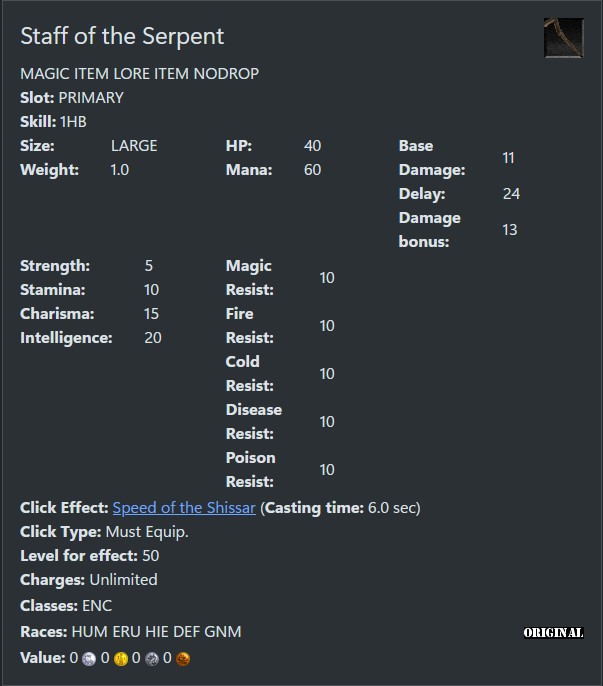 Staff of the Serpent
MAGIC ITEM LORE ITEM NODROP
Slot: PRIMARY
Skill: 1HB
Size: LARGE
Weight: 1.0
HP: 40
Mana: 60
Base Damage: 11
Delay: 24
Damage bonus: 13
Strength: 5
Stamina: 10
Charisma: 15
Intelligence: 20
Magic Resist: 10
Fire Resist: 10
Cold Resist: 10
Disease Resist: 10
Poison Resist: 10
Click Effect: Speed of the Shissar (Casting time: 6.0 sec)
Click Type: Must Equip.
Level for effect: 50
Charges: Unlimited
Classes: ENC
Races: HUM ERU HIE DEF GNM
ORIGINAL
Value: 0 0 0 0